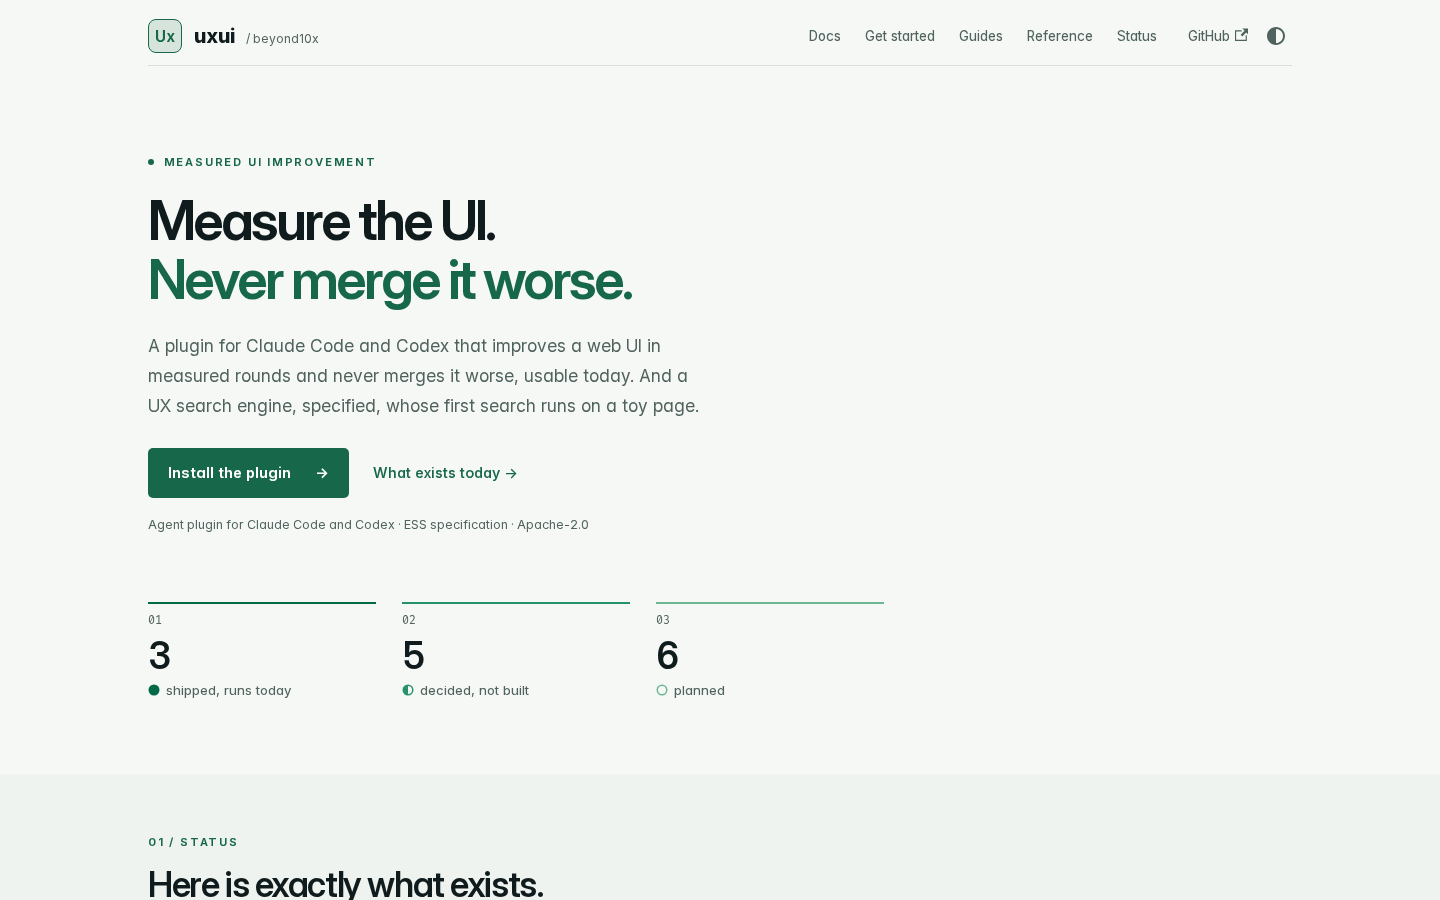 Ux uxui / beyond10x Docs Get started Guides Reference Status GitHub
MEASURED UI IMPROVEMENT
Measure the UI.
Never merge it worse.
A plugin for Claude Code and Codex that improves a web UI in
measured rounds and never merges it worse, usable today. And a
UX search engine, specified, whose first search runs on a toy page.
Install the plugin → What exists today →
Agent plugin for Claude Code and Codex · ESS specification · Apache-2.0
01 02 03
3 5 6
shipped, runs today decided, not built planned
01 / STATUS
Here is exactly what exists.